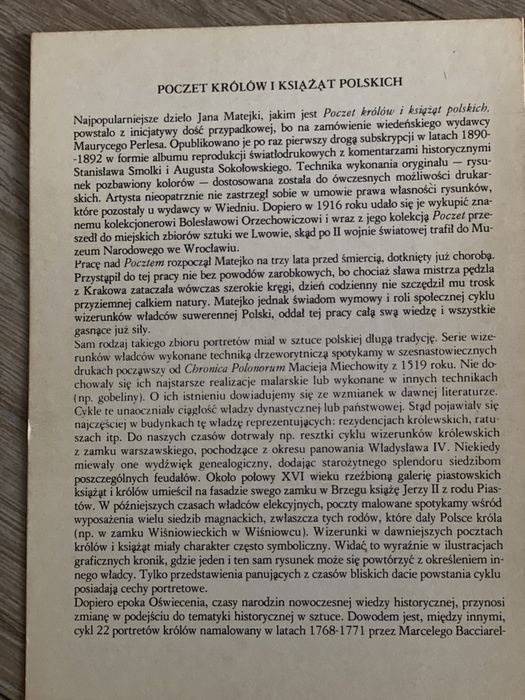 POCZET KRÓLÓW I KSIĄŻĄT POLSKICH
Najpopularniejsze dzieło Jana Matejki, jakim jest Poczet królów i książąt polskich,
powstało z inicjatywy dość przypadkowej, bo na zamówienie wiedeńskiego wydawcy
Maurycego Perlesa. Opublikowano je po raz pierwszy drogą subskrypcji w latach 1890-
-1892 w formie albumu reprodukcji światłodrukowych z komentarzami historycznymi
Stanisława Smolki i Augusta Sokołowskiego. Technika wykonania oryginału — rysu-
nek pozbawiony kolorów — dostosowana została do ówczesnych możliwości drukar-
skich. Artysta nieopatrznie nie zastrzegł sobie w umowie prawa własności rysunków,
które pozostały u wydawcy w Wiedniu. Dopiero w 1916 roku udało się je wykupić zna-
nemu kolekcjonerowi Bolesławowi Orzechowiczowi i wraz z jego kolekcją Poczet prze-
szedł do miejskich zbiorów sztuki we Lwowie, skąd po II wojnie światowej trafił do Mu-
zeum Narodowego we Wrocławiu.
Pracę nad Pocztem rozpoczął Matejko na trzy lata przed śmiercią, dotknięty już chorobą.
Przystąpił do tej pracy nie bez powodów zarobkowych, bo chociaż sława mistrza pędzla
z Krakowa zataczała wówczas szerokie kręgi, dzień codzienny nie szczędził mu trosk
przyziemnej całkiem natury. Matejko jednak świadom wymowy i roli społecznej cyklu
wizerunków władców suwerennej Polski, oddał tej pracy całą swą wiedzę i wszystkie
gasnące już siły.
Sam rodzaj takiego zbioru portretów miał w sztuce polskiej długą tradycję. Serie wize-
runków władców wykonane techniką drzeworytniczą spotykamy w szesnastowiecznych
drukach począwszy od Chronica Polonorum Macieja Miechowity z 1519 roku. Nie do-
chowały się ich najstarsze realizacje malarskie lub wykonane w innych technikach
(np. gobeliny). O ich istnieniu dowiadujemy się ze wzmianek w dawnej literaturze.
Cykle te unaoczniały ciągłość władzy dynastycznej lub państwowej. Stąd pojawiały się
najczęściej w budynkach tę władzę reprezentujących: rezydencjach królewskich, ratu-
szach itp. Do naszych czasów dotrwały np. resztki cyklu wizerunków królewskich
z zamku warszawskiego, pochodzące z okresu panowania Władysława IV. Niekiedy
miewały one wydźwięk genealogiczny, dodając starożytnego splendoru siedzibom
poszczególnych feudałów. Około połowy XVI wieku rzeźbioną galerię piastowskich
książąt i królów umieścił na fasadzie swego zamku w Brzegu książę Jerzy II z rodu Pias-
tów. W późniejszych czasach władców elekcyjnych, poczty malowane spotykamy wśród
wyposażenia wielu siedzib magnackich, zwłaszcza tych rodów, które dały Polsce króla
(np. w zamku Wiśniowieckich w Wiśniowcu). Wizerunki w dawniejszych pocztach
królów i książąt miały charakter często symboliczny. Widać to wyraźnie w ilustracjach
graficznych kronik, gdzie jeden i ten sam rysunek może się powtórzyć z określeniem in-
nego władcy. Tylko przedstawienia panujących z czasów bliskich dacie powstania cyklu
posiadają cechy portretowe.
Dopiero epoka Oświecenia, czasy narodzin nowoczesnej wiedzy historycznej, przynosi
zmianę w podejściu do tematyki historycznej w sztuce. Dowodem jest, między innymi,
cykl 22 portretów królów namalowany w latach 1768-1771 przez Marcelego Bacciarel-